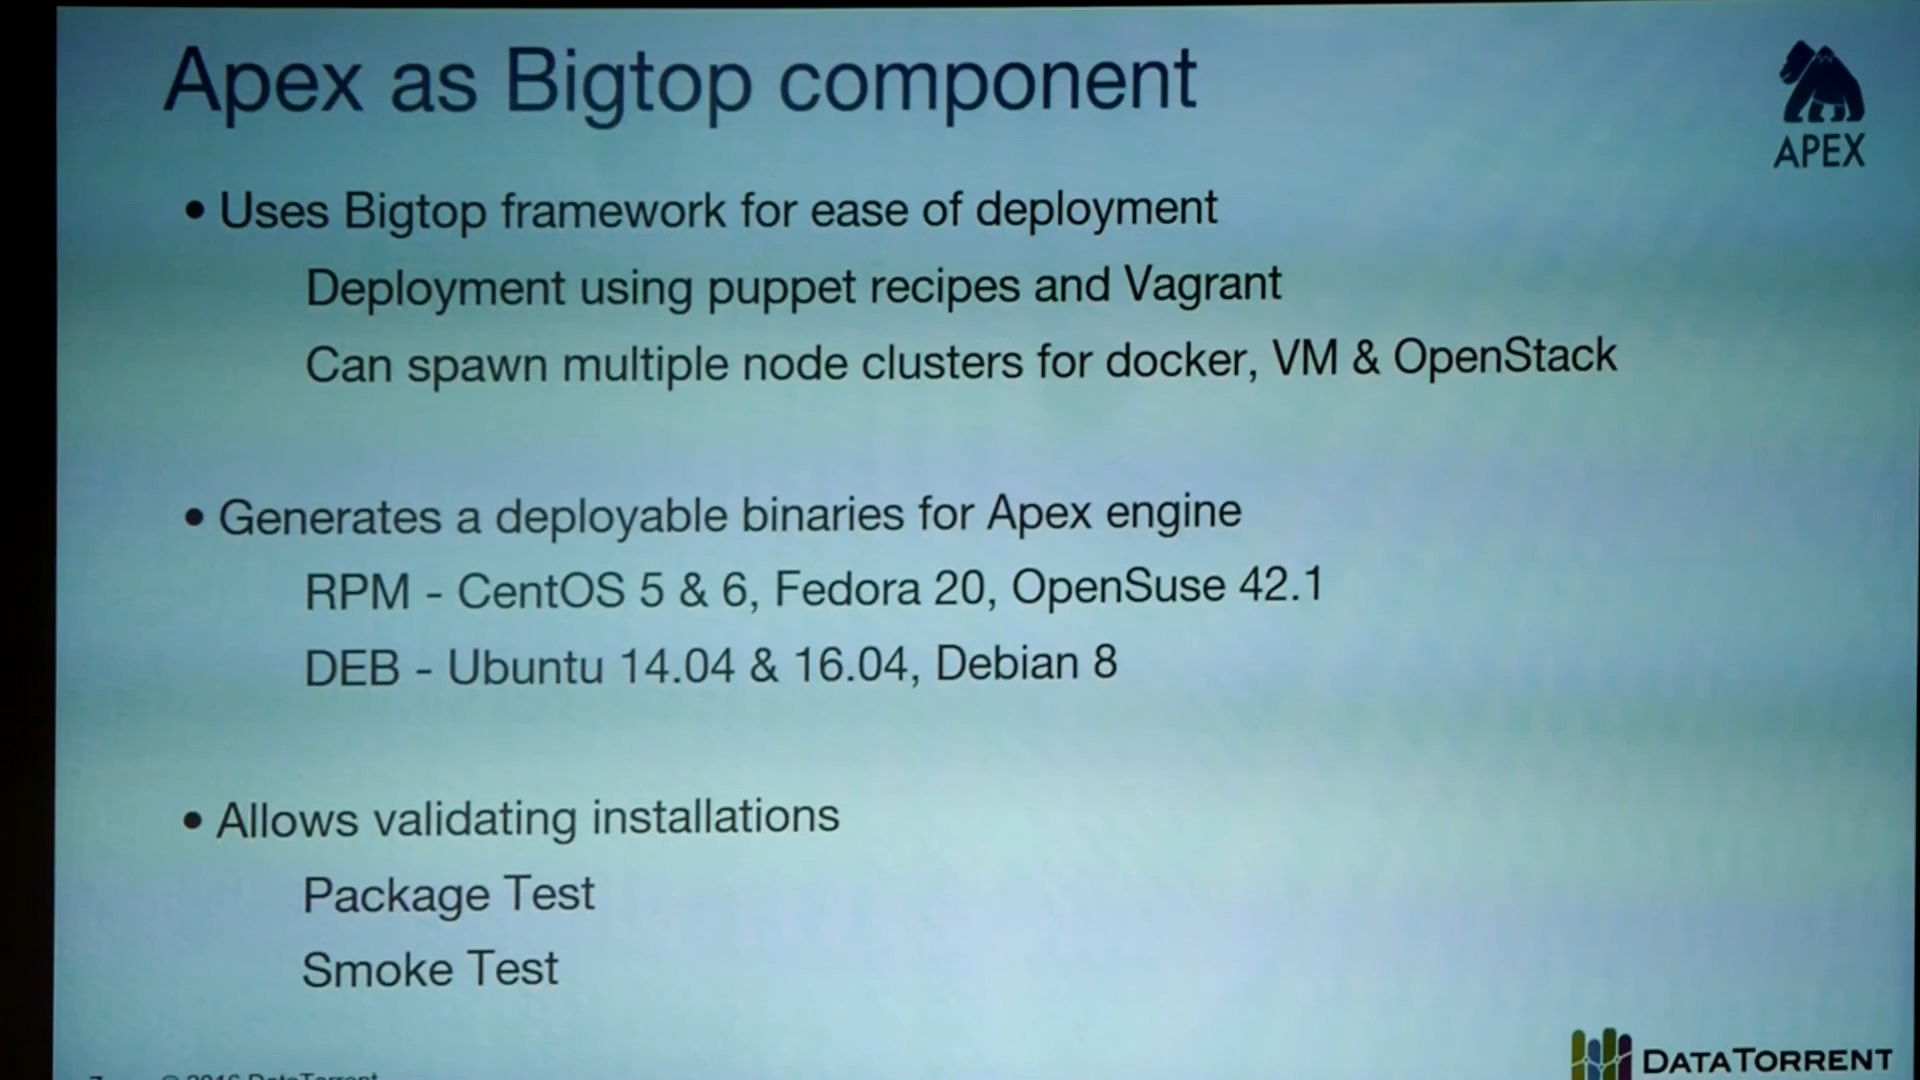 Apex as Bigtop component
APEX
• Uses Bigtop framework for ease of deployment
Deployment using puppet recipes and Vagrant
Can spawn multiple node clusters for docker, VM & OpenStack
• Generates a deployable binaries for Apex engine
RPM - CentOS 5 & 6, Fedora 20, OpenSuse 42.1
DEB - Ubuntu 14.04 & 16.04, Debian 8
• Allows validating installations
Package Test
Smoke Test
© 2016 DataTorrent
DATATORRENT